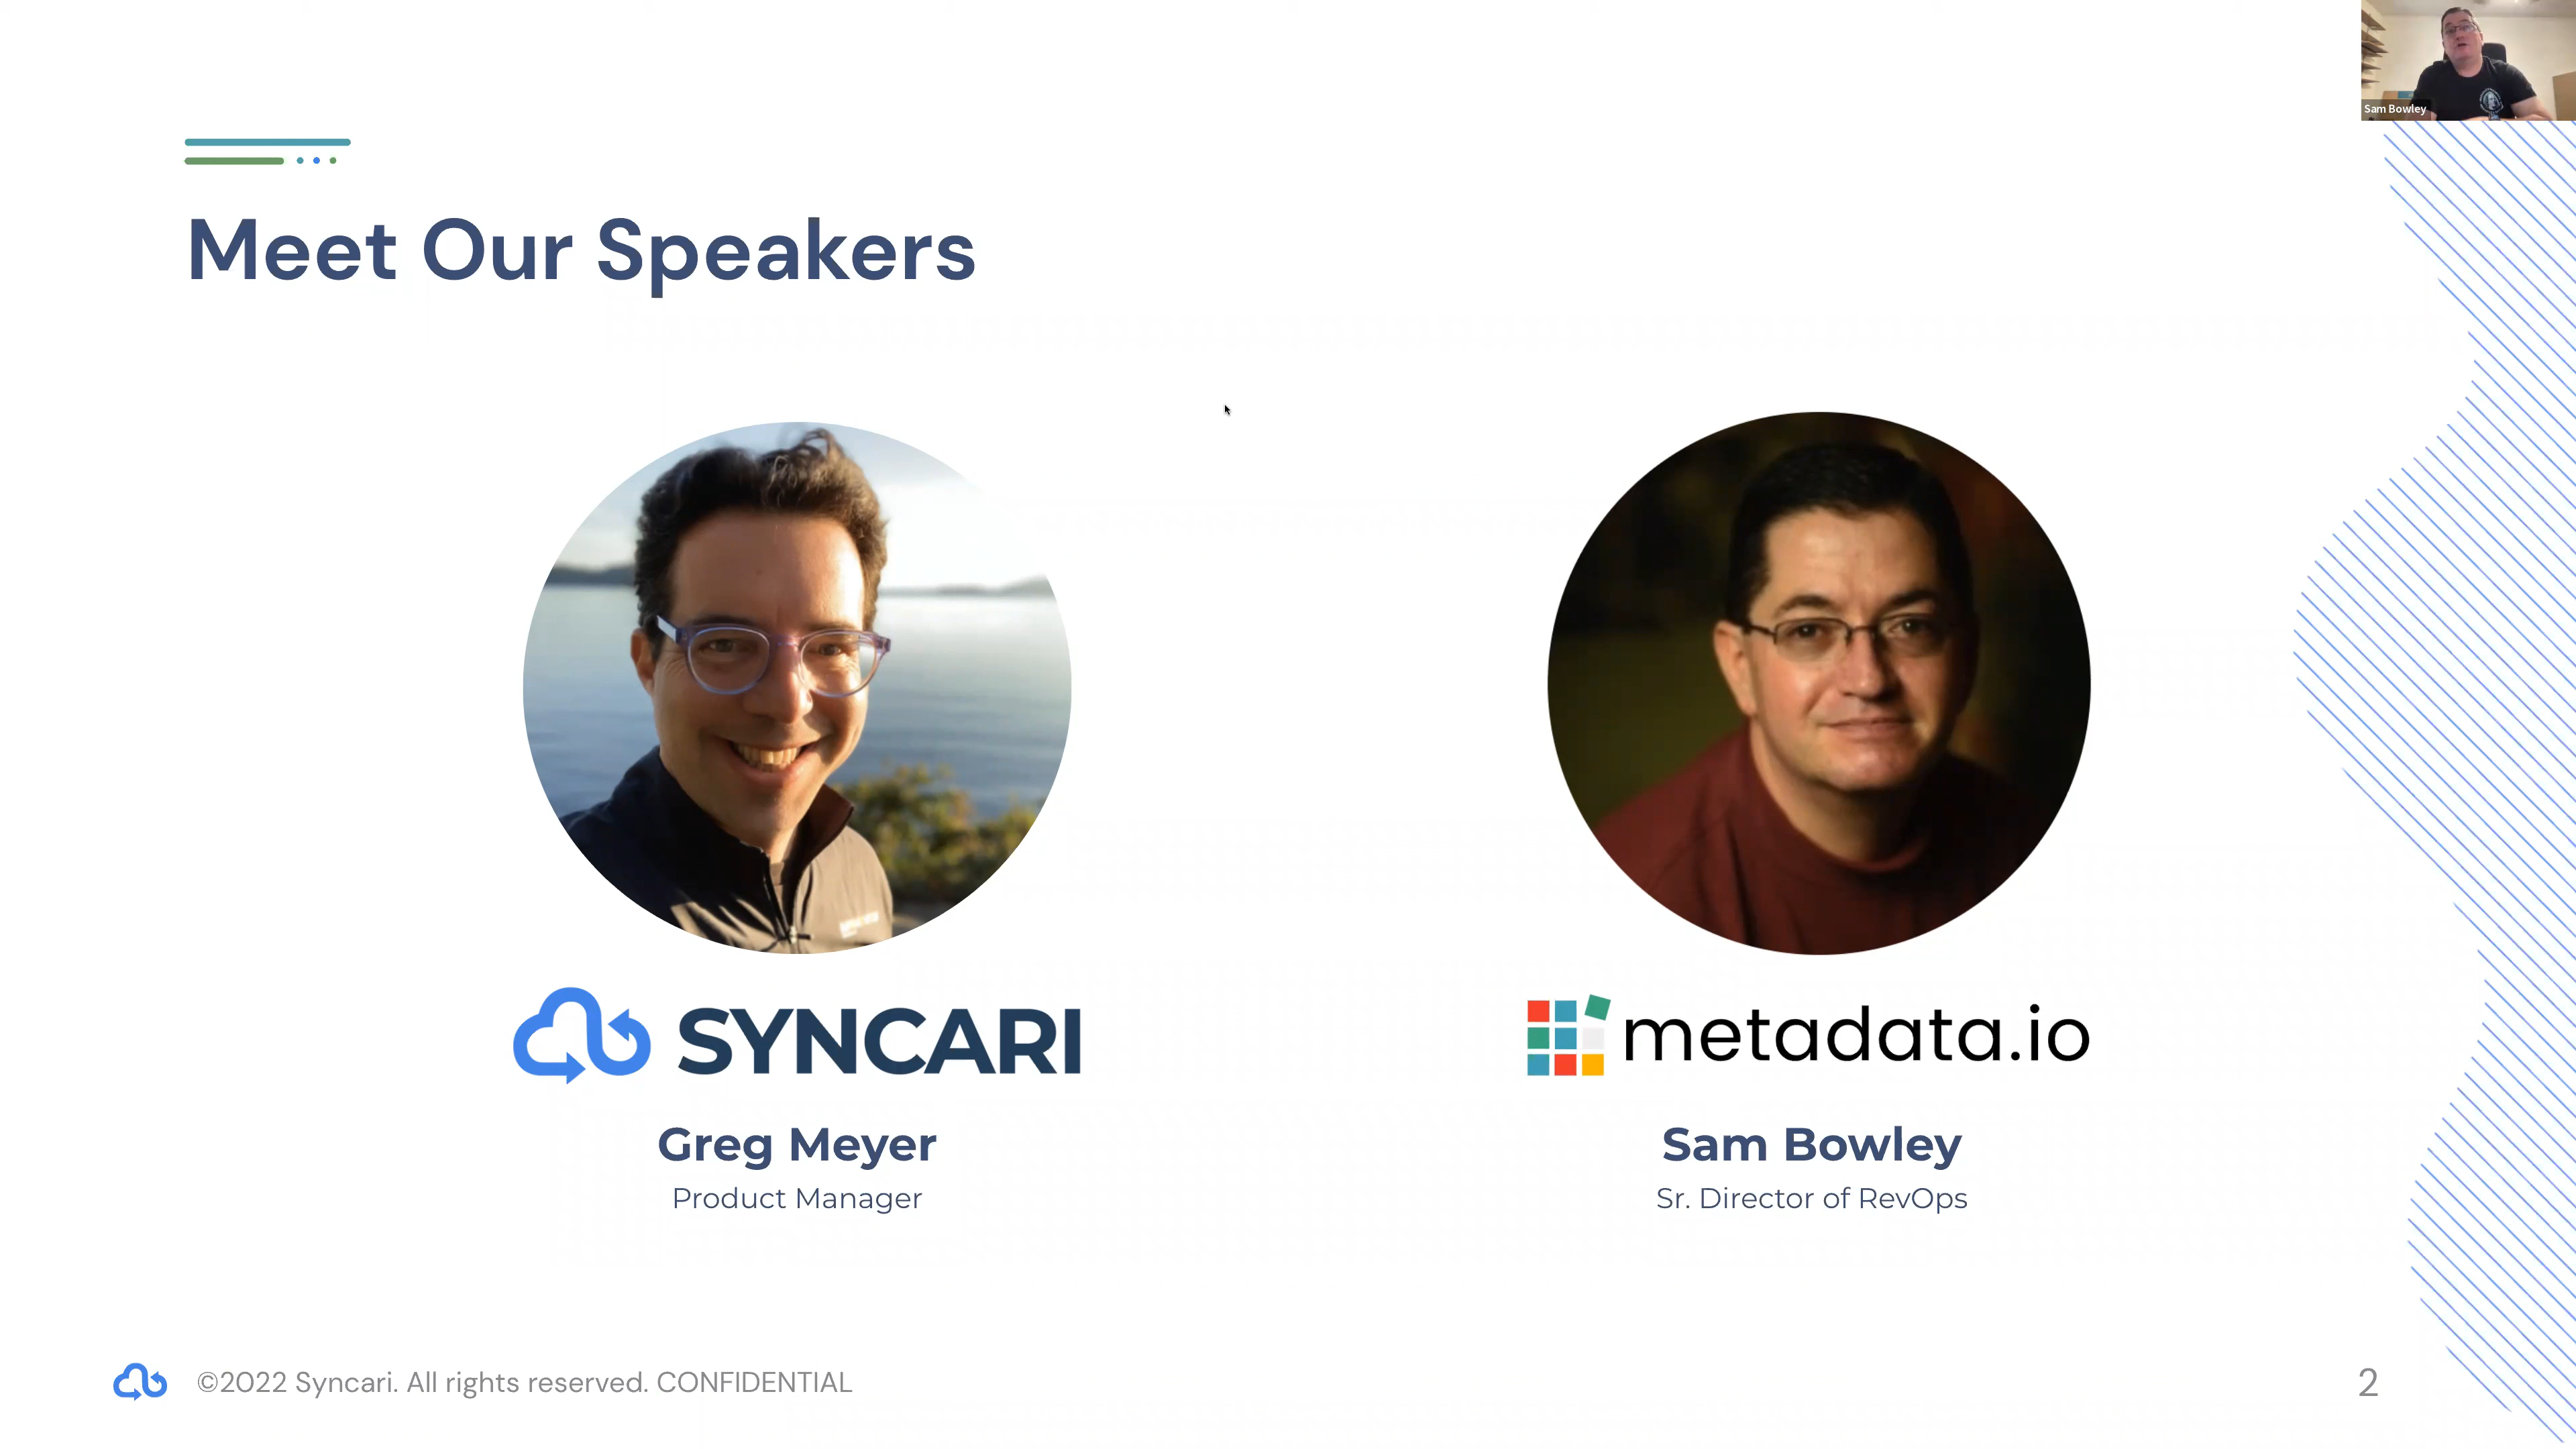 Sam Bowley
Meet Our Speakers
SYNCARI
metadata.io
Greg Meyer
Sam Bowley
Product Manager
Sr. Director of RevOps
©2022 Syncari. All rights reserved. CONFIDENTIAL
2